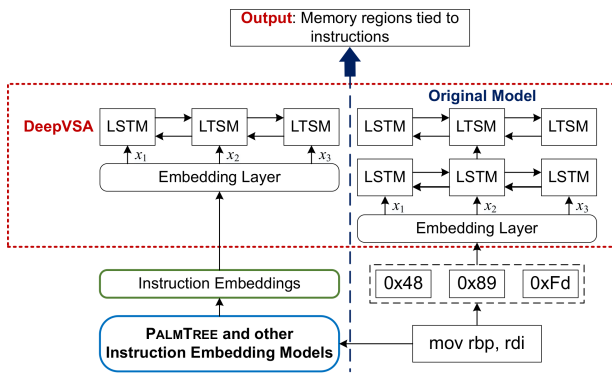 Output: Memory regions tied to
instructions
Original Model
DeepVSA
LSTM LTSM LTSM
LSTM LTSM LTSM
x1 x2 x3
LSTM LSTM LSTM
Embedding Layer
x1 x2 x3
Embedding Layer
Instruction Embeddings
0x48 0x89 0xFd
PALMTREE and other
Instruction Embedding Models
mov rbp, rdi